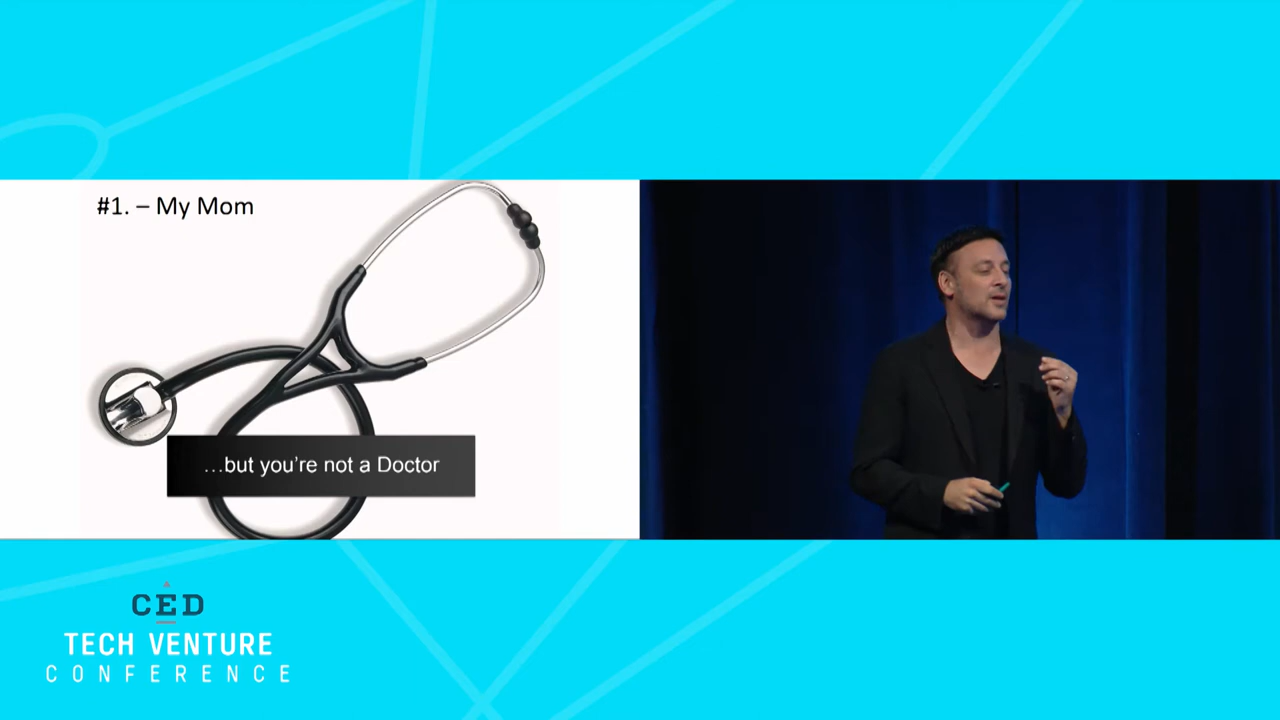 #1. – My Mom
…but you’re not a Doctor
CED
TECH VENTURE
CONFERENCE